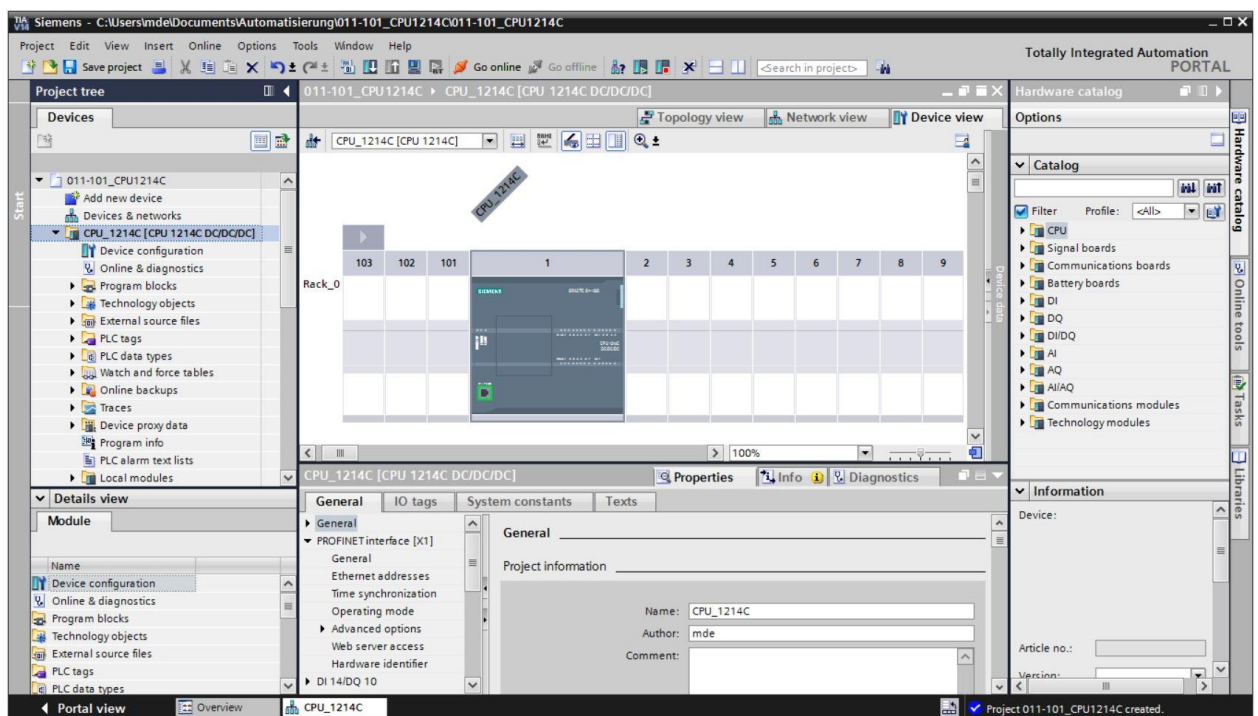 TIA V14 Siemens - C:\Users\mde\Documents\Automatisierung\011-101_CPU1214C\011-101_CPU1214C
Project Edit View Insert Online Options Tools Window Help
Totally Integrated Automation
PORTAL
Save project Go online Go offline <Search in project>
Project tree
Devices
Start
011-101_CPU1214C
Add new device
Devices & networks
CPU_1214C [CPU 1214C DC/DC/DC]
Device configuration
Online & diagnostics
Program blocks
Technology objects
External source files
PLC tags
PLC data types
Watch and force tables
Online backups
Traces
Device proxy data
Program info
PLC alarm text lists
Local modules
Details view
Module
Name
Device configuration
Online & diagnostics
Program blocks
Technology objects
External source files
PLC tags
PLC data types
011-101_CPU1214C CPU_1214C [CPU 1214C DC/DC/DC]
Topology view Network view Device view
CPU_1214C [CPU 1214C]
CPU_1214C
103 102 101 1 2 3 4 5 6 7 8 9
Rack_0
SIEMENS
Device data
100%
CPU_1214C [CPU 1214C DC/DC/DC]
Properties Info Diagnostics
General IO tags System constants Texts
General
PROFINET interface [X1]
General
Ethernet addresses
Time synchronization
Operating mode
Advanced options
Web server access
Hardware identifier
DI 14/DQ 10
General
Project information
Name: CPU_1214C
Author: mde
Comment:
Hardware catalog
Options
Catalog
Filter Profile: <All>
CPU
Signal boards
Communications boards
Battery boards
DI
DQ
DI/DQ
AI
AQ
AI/AQ
Communications modules
Technology modules
Information
Device:
Article no.:
Version:
Hardware catalog
Online tools
Tasks
Libraries
Portal view Overview CPU_1214C Project 011-101_CPU1214C created.